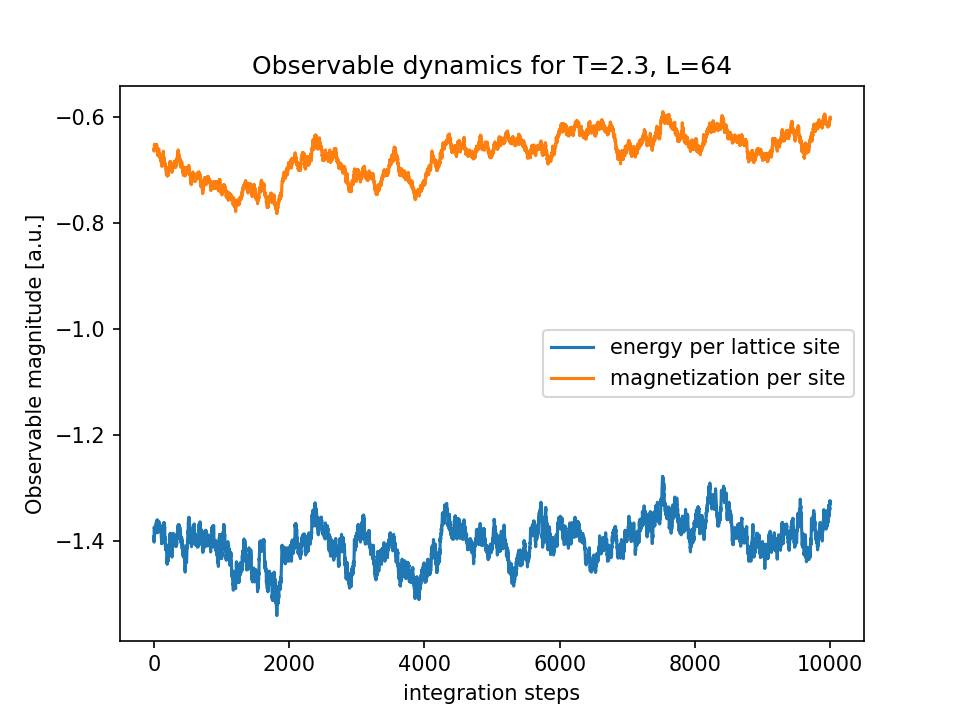 Observable dynamics for T=2.3, L=64
Observable magnitude [a.u.]
−0.6
−0.8
−1.0
−1.2
−1.4
energy per lattice site
magnetization per site
0 2000 4000 6000 8000 10000
integration steps